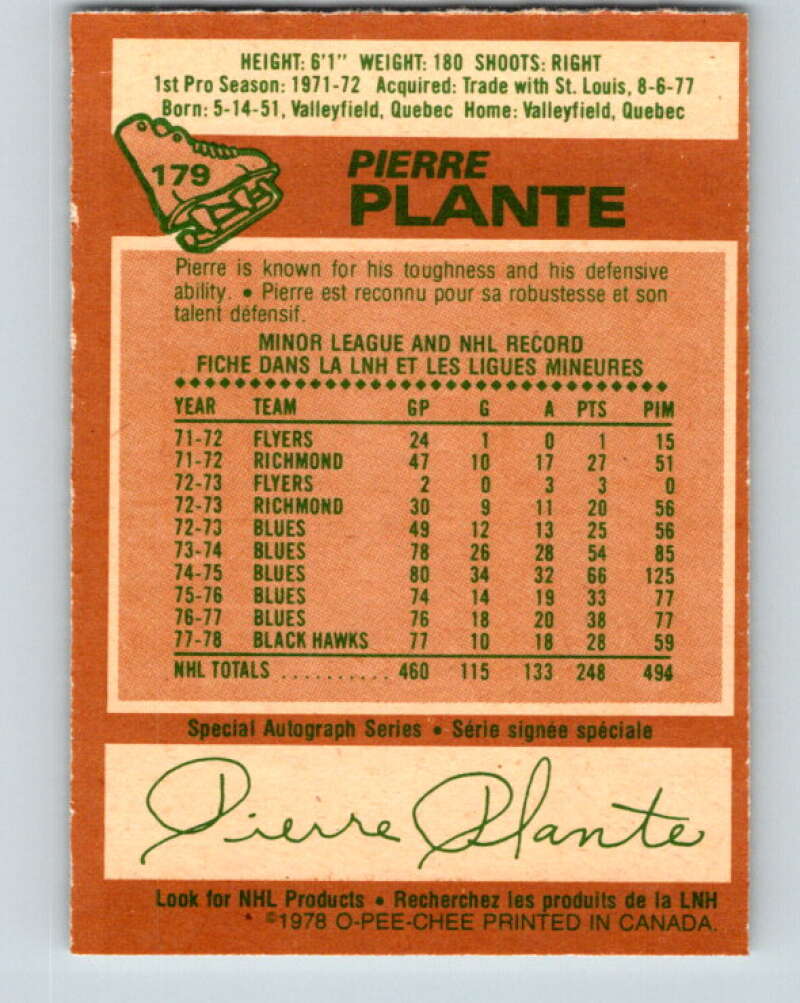 HEIGHT: 6'1" WEIGHT: 180 SHOOTS: RIGHT
1st Pro Season: 1971-72 Acquired: Trade with St. Louis, 8-6-77
Born: 5-14-51, Valleyfield, Quebec Home: Valleyfield, Quebec
179
PIERRE
PLANTE
Pierre is known for his toughness and his defensive
ability. • Pierre est reconnu pour sa robustesse et son
talent défensif.
MINOR LEAGUE AND NHL RECORD
FICHE DANS LA LNH ET LES LIGUES MINEURES
YEAR TEAM GP G A PTS PIM
71-72 FLYERS 24 1 0 1 15
71-72 RICHMOND 47 10 17 27 51
72-73 FLYERS 2 0 3 3 0
72-73 RICHMOND 30 9 11 20 56
72-73 BLUES 49 12 13 25 56
73-74 BLUES 78 26 28 54 85
74-75 BLUES 80 34 32 66 125
75-76 BLUES 74 14 19 33 77
76-77 BLUES 76 18 20 38 77
77-78 BLACK HAWKS 77 10 18 28 59
NHL TOTALS .......... 460 115 133 248 494
Special Autograph Series • Série signée spéciale
Pierre Plante
Look for NHL Products • Recherchez les produits de la LNH
©1978 O-PEE-CHEE PRINTED IN CANADA.